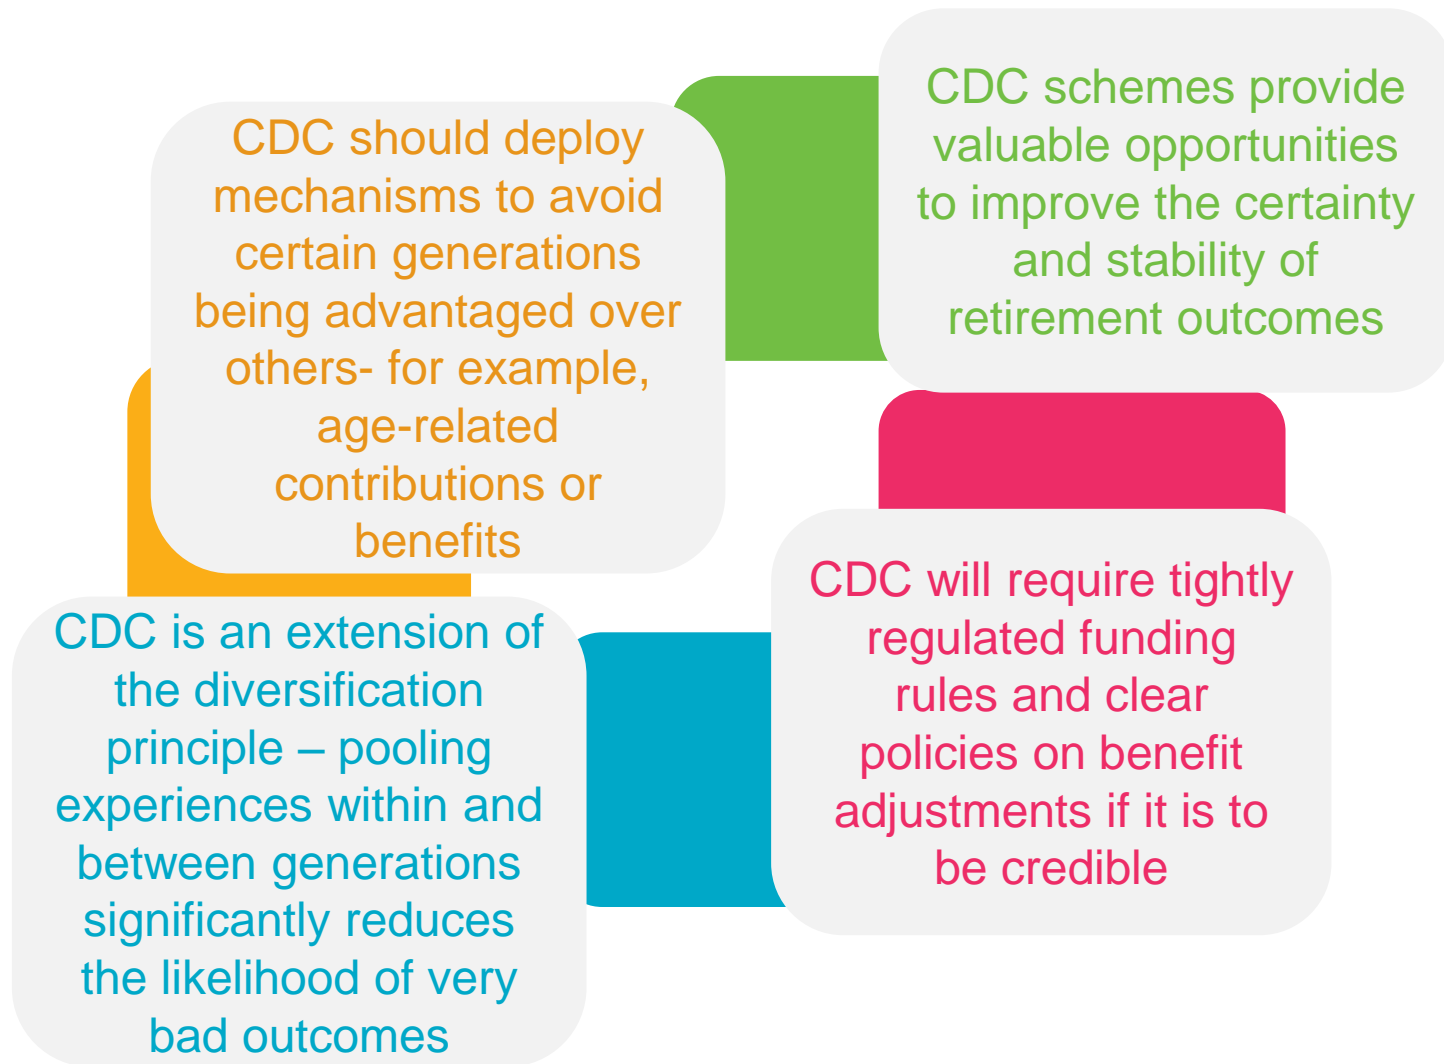 CDC should deploy
mechanisms to avoid
certain generations
being advantaged over
others- for example,
age-related
contributions or
benefits
CDC schemes provide
valuable opportunities
to improve the certainty
and stability of
retirement outcomes
CDC is an extension of
the diversification
principle – pooling
experiences within and
between generations
significantly reduces
the likelihood of very
bad outcomes
CDC will require tightly
regulated funding
rules and clear
policies on benefit
adjustments if it is to
be credible